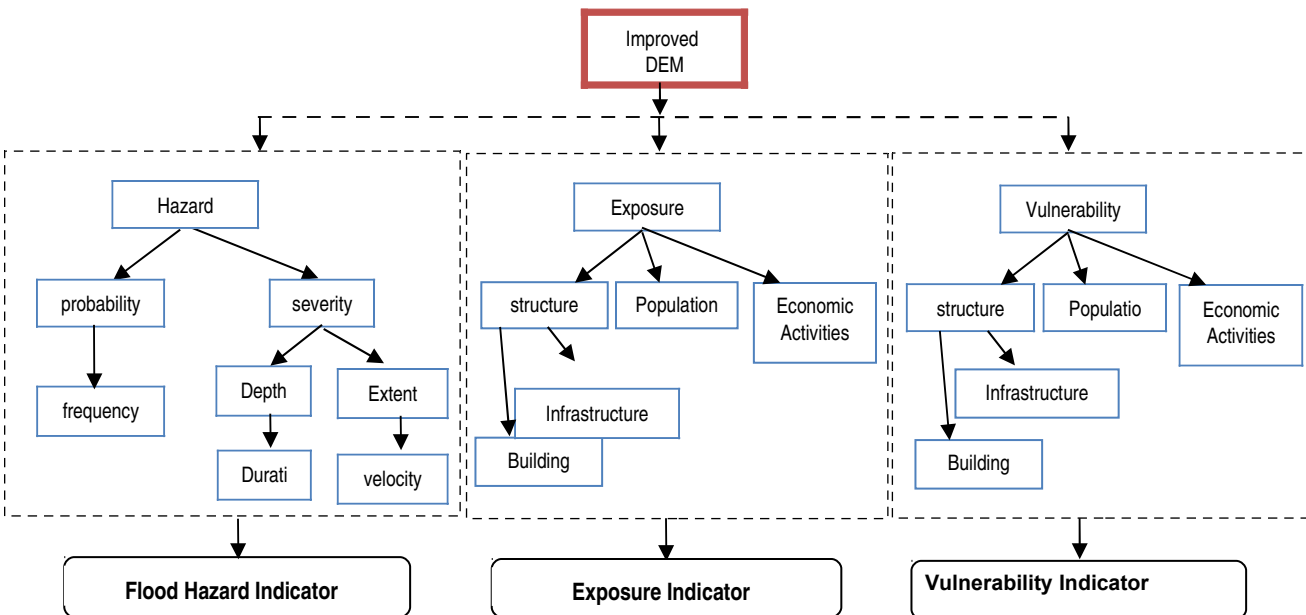 Improved
DEM
Hazard
probability
severity
frequency
Depth
Extent
Durati
velocity
Flood Hazard Indicator
Exposure
structure
Population
Economic
Activities
Infrastructure
Building
Exposure Indicator
Vulnerability
structure
Populatio
Economic
Activities
Infrastructure
Building
Vulnerability Indicator